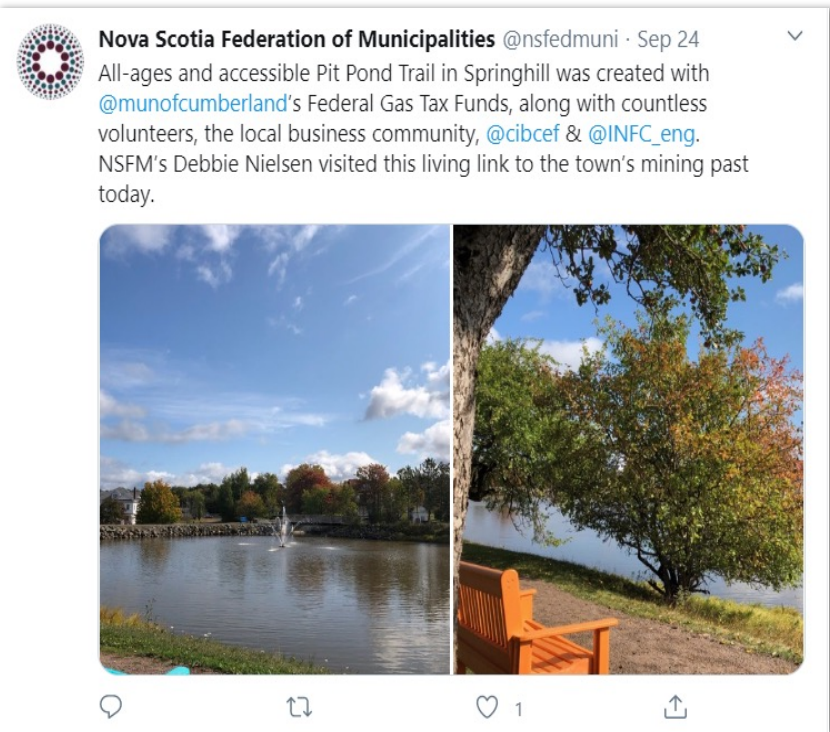 Nova Scotia Federation of Municipalities @nsfedmuni · Sep 24
All-ages and accessible Pit Pond Trail in Springhill was created with
@munofcumberland's Federal Gas Tax Funds, along with countless
volunteers, the local business community, @cibcef & @INFC_eng.
NSFM's Debbie Nielsen visited this living link to the town's mining past
today.
1